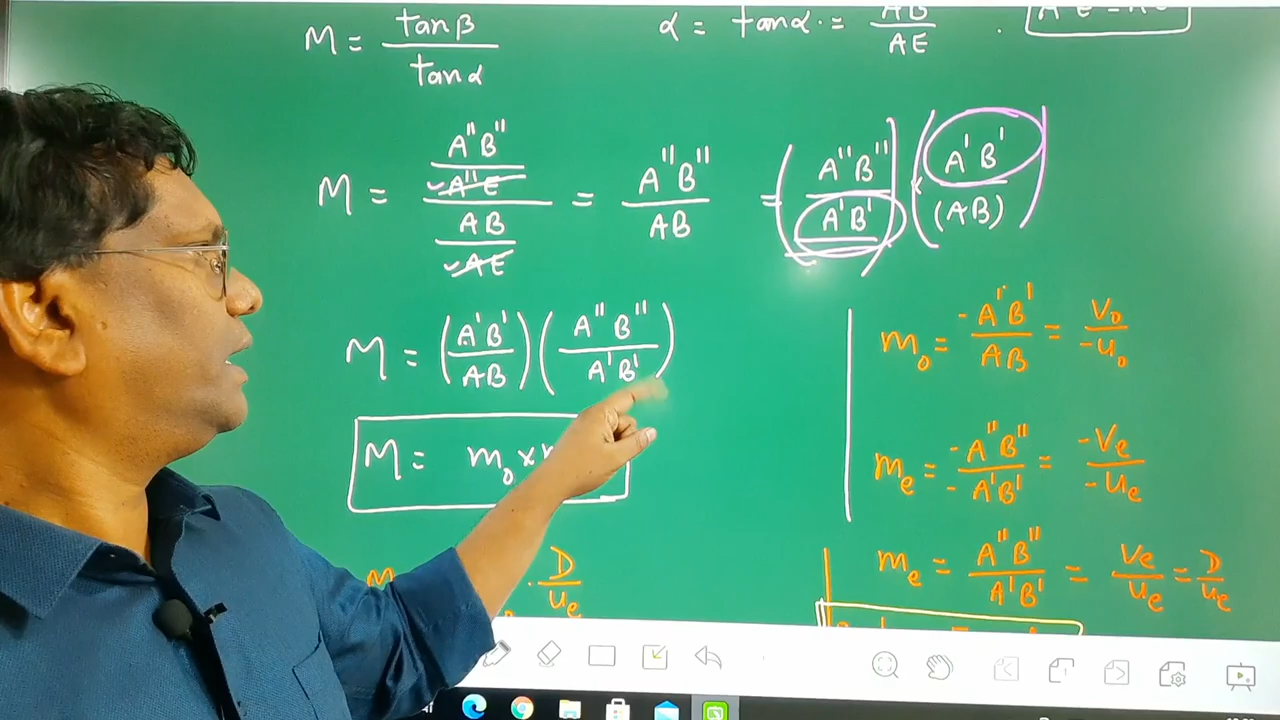 M = tanβ / tanα
α = tanα = AB / AE
M = (A"B" / A"E) / (AB / AE) = A"B" / AB = (A"B" / A'B') × (A'B' / (AB))
M = (A'B' / AB) (A"B" / A'B')
M = m₀ ×
m₀ = -A'B' / AB = V₀ / -u₀
mₑ = -A"B" / -A'B' = -Vₑ / -uₑ
mₑ = A"B" / A'B' = Vₑ / uₑ = D / uₑ
· D / uₑ